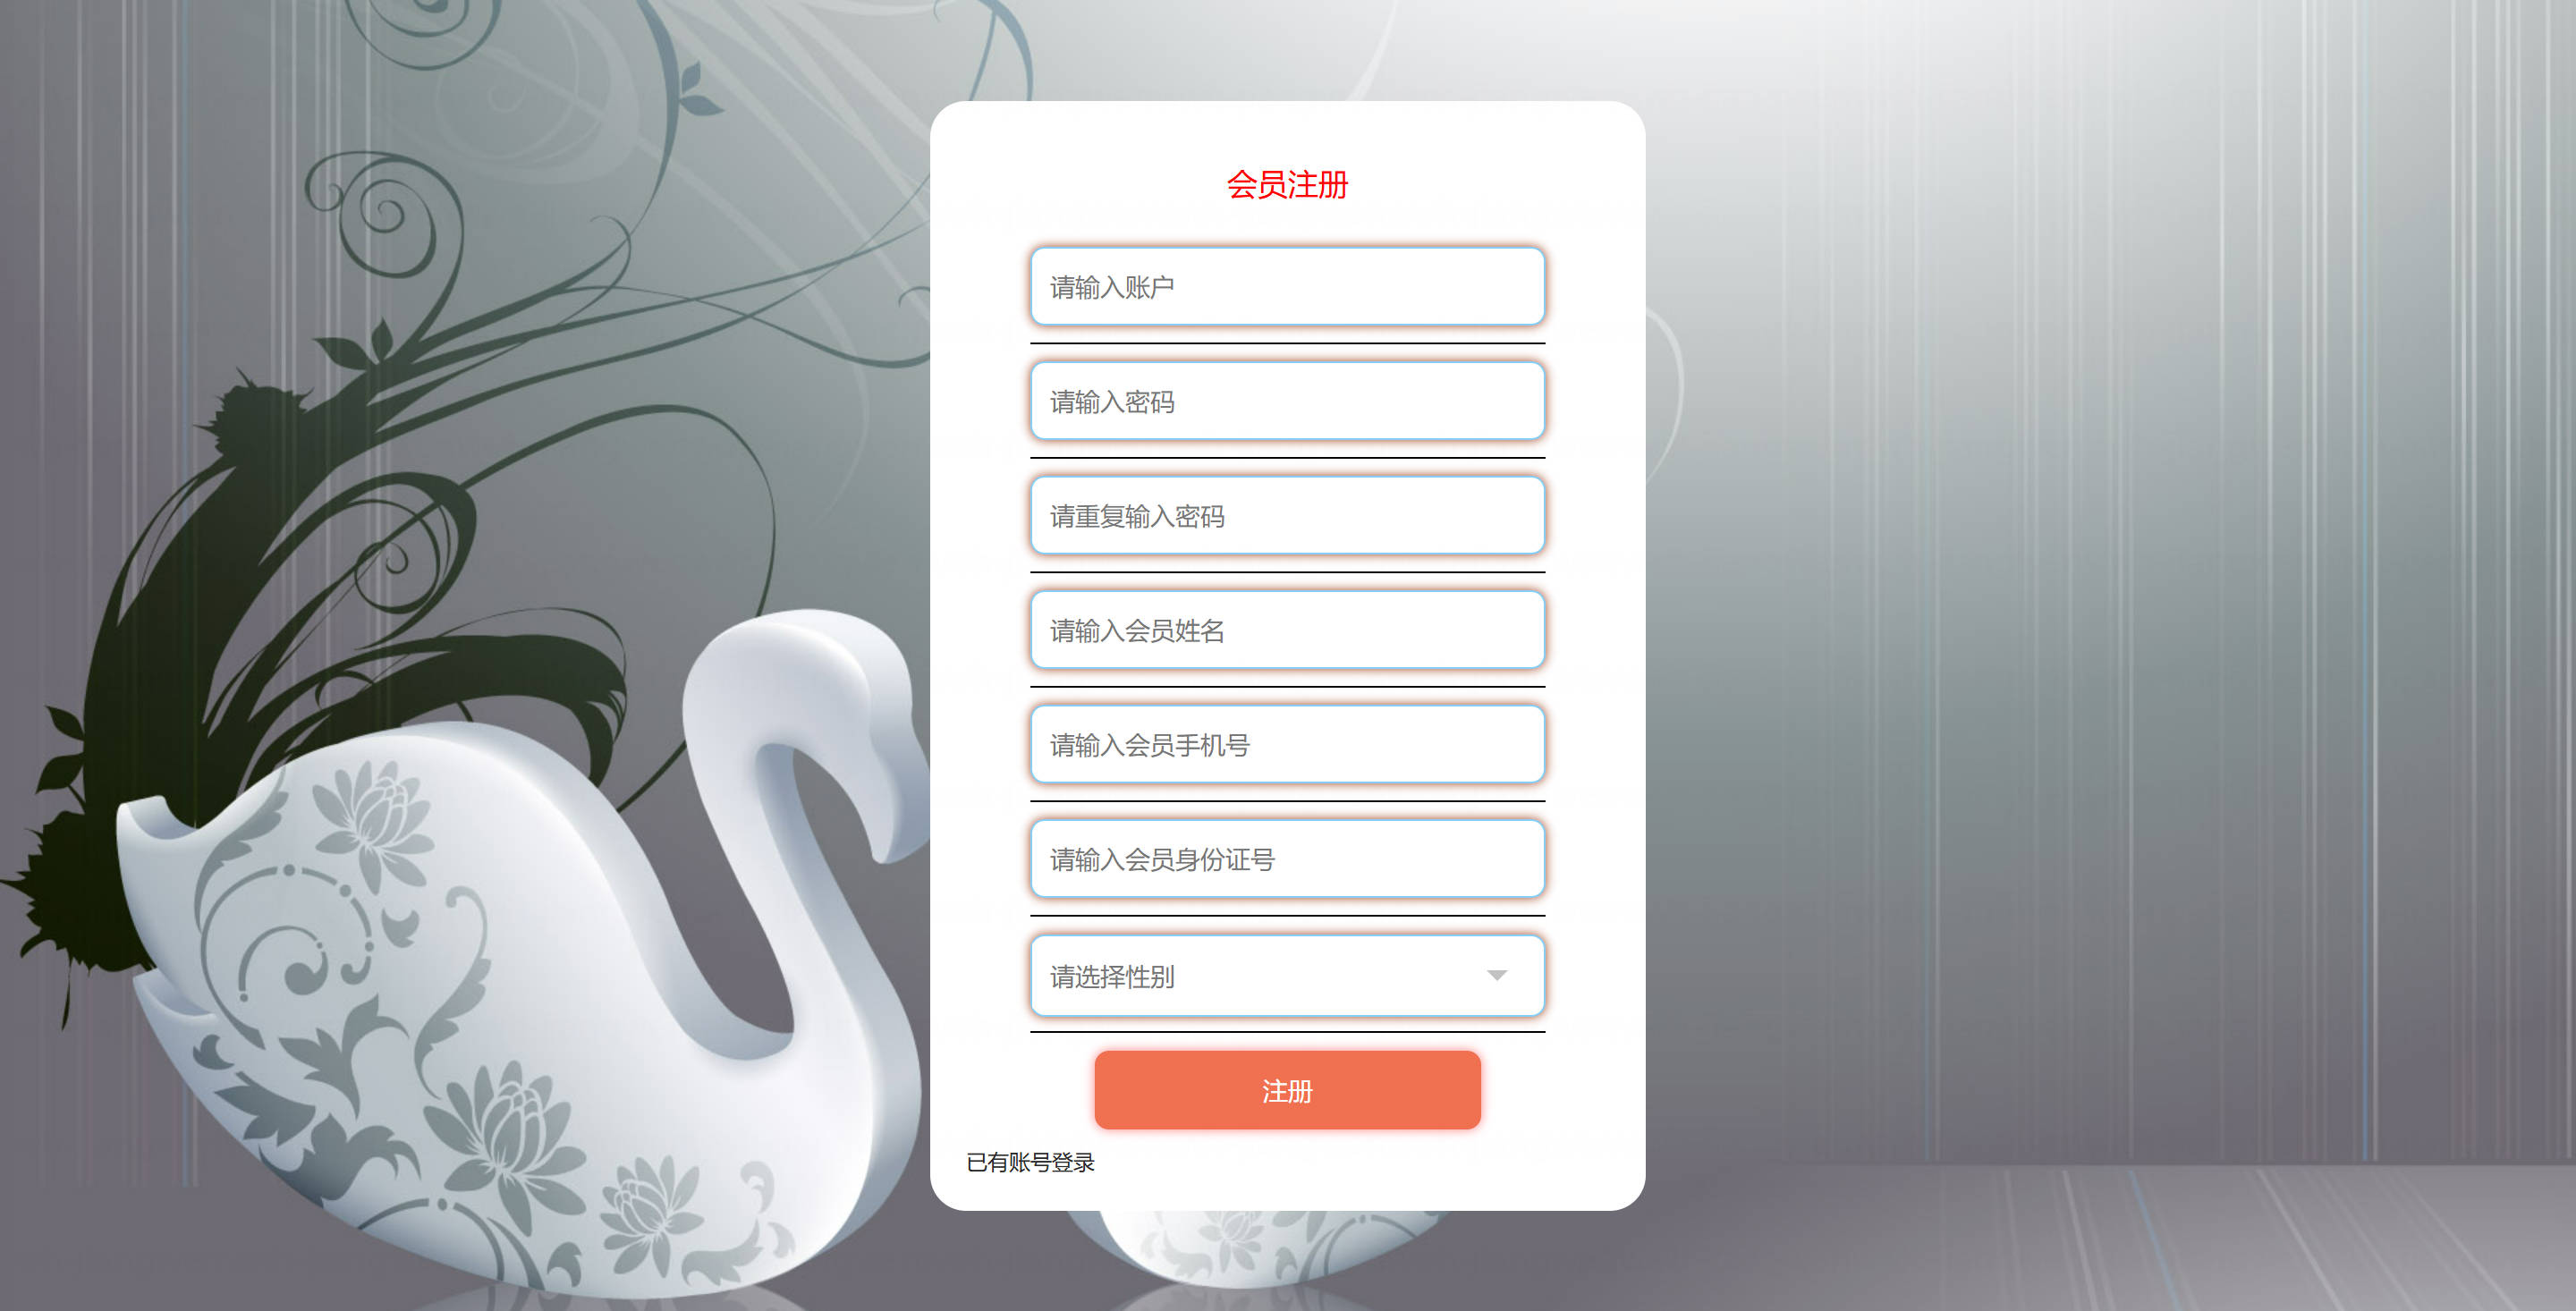 会员注册
请输入账户
请输入密码
请重复输入密码
请输入会员姓名
请输入会员手机号
请输入会员身份证号
请选择性别
注册
已有账号登录